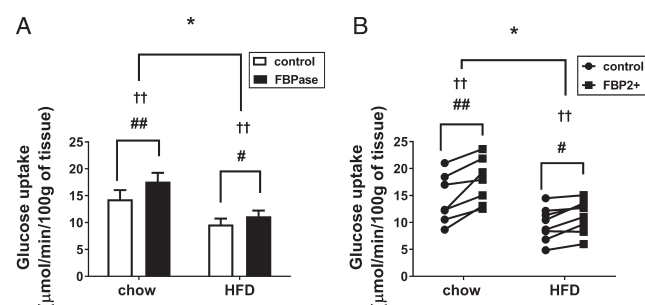 A
*
control
FBPase
††
##
††
#
Glucose uptake
(μmol/min/100g of tissue)
25
20
15
10
5
0
chow
HFD
B
*
control
FBP2+
††
##
††
#
Glucose uptake
(μmol/min/100g of tissue)
25
20
15
10
5
0
chow
HFD